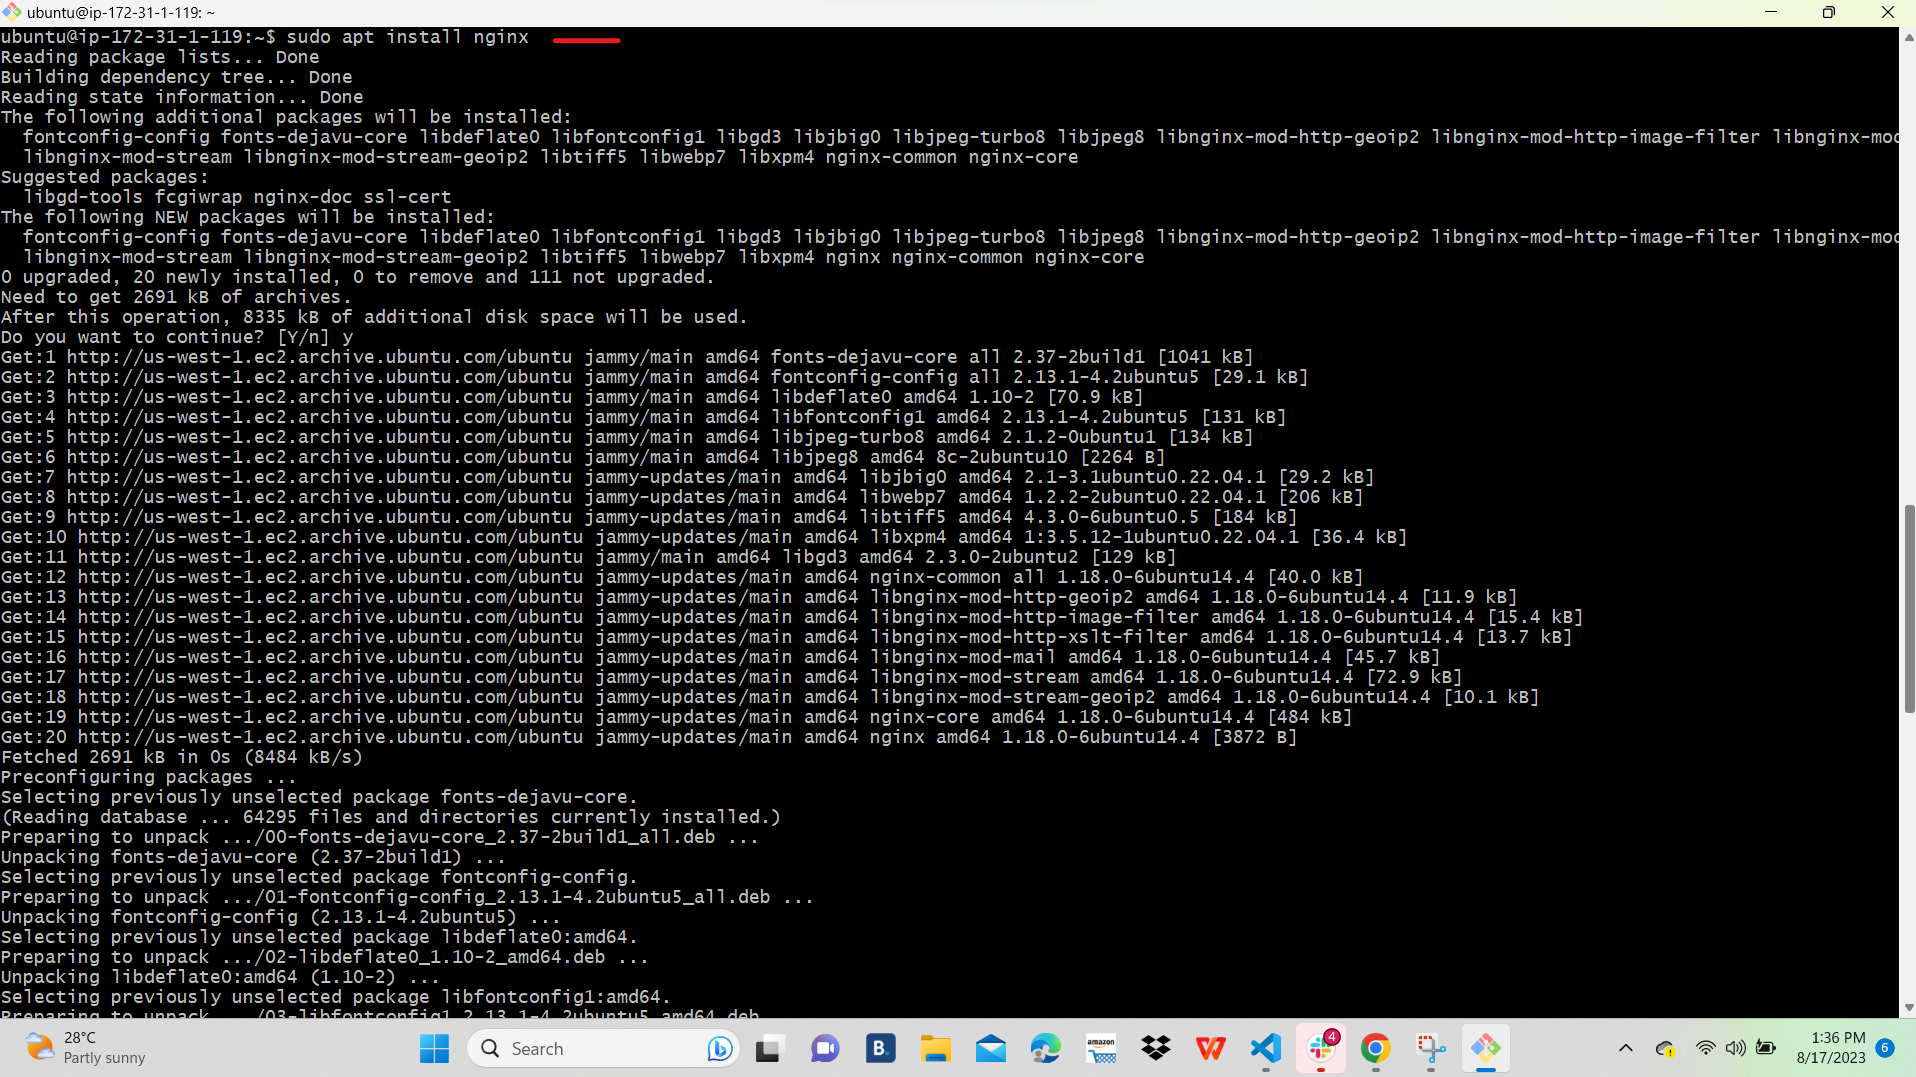 ubuntu@ip-172-31-1-119: ~
ubuntu@ip-172-31-1-119:~$ sudo apt install nginx
Reading package lists... Done
Building dependency tree... Done
Reading state information... Done
The following additional packages will be installed:
  fontconfig-config fonts-dejavu-core libdeflate0 libfontconfig1 libgd3 libjbig0 libjpeg-turbo8 libjpeg8 libnginx-mod-http-geoip2 libnginx-mod-http-image-filter libnginx-mod
  libnginx-mod-stream libnginx-mod-stream-geoip2 libtiff5 libwebp7 libxpm4 nginx-common nginx-core
Suggested packages:
  libgd-tools fcgiwrap nginx-doc ssl-cert
The following NEW packages will be installed:
  fontconfig-config fonts-dejavu-core libdeflate0 libfontconfig1 libgd3 libjbig0 libjpeg-turbo8 libjpeg8 libnginx-mod-http-geoip2 libnginx-mod-http-image-filter libnginx-mod
  libnginx-mod-stream libnginx-mod-stream-geoip2 libtiff5 libwebp7 libxpm4 nginx nginx-common nginx-core
0 upgraded, 20 newly installed, 0 to remove and 111 not upgraded.
Need to get 2691 kB of archives.
After this operation, 8335 kB of additional disk space will be used.
Do you want to continue? [Y/n] y
Get:1 http://us-west-1.ec2.archive.ubuntu.com/ubuntu jammy/main amd64 fonts-dejavu-core all 2.37-2build1 [1041 kB]
Get:2 http://us-west-1.ec2.archive.ubuntu.com/ubuntu jammy/main amd64 fontconfig-config all 2.13.1-4.2ubuntu5 [29.1 kB]
Get:3 http://us-west-1.ec2.archive.ubuntu.com/ubuntu jammy/main amd64 libdeflate0 amd64 1.10-2 [70.9 kB]
Get:4 http://us-west-1.ec2.archive.ubuntu.com/ubuntu jammy/main amd64 libfontconfig1 amd64 2.13.1-4.2ubuntu5 [131 kB]
Get:5 http://us-west-1.ec2.archive.ubuntu.com/ubuntu jammy/main amd64 libjpeg-turbo8 amd64 2.1.2-0ubuntu1 [134 kB]
Get:6 http://us-west-1.ec2.archive.ubuntu.com/ubuntu jammy/main amd64 libjpeg8 amd64 8c-2ubuntu10 [2264 B]
Get:7 http://us-west-1.ec2.archive.ubuntu.com/ubuntu jammy-updates/main amd64 libjbig0 amd64 2.1-3.1ubuntu0.22.04.1 [29.2 kB]
Get:8 http://us-west-1.ec2.archive.ubuntu.com/ubuntu jammy-updates/main amd64 libwebp7 amd64 1.2.2-2ubuntu0.22.04.1 [206 kB]
Get:9 http://us-west-1.ec2.archive.ubuntu.com/ubuntu jammy-updates/main amd64 libtiff5 amd64 4.3.0-6ubuntu0.5 [184 kB]
Get:10 http://us-west-1.ec2.archive.ubuntu.com/ubuntu jammy-updates/main amd64 libxpm4 amd64 1:3.5.12-1ubuntu0.22.04.1 [36.4 kB]
Get:11 http://us-west-1.ec2.archive.ubuntu.com/ubuntu jammy/main amd64 libgd3 amd64 2.3.0-2ubuntu2 [129 kB]
Get:12 http://us-west-1.ec2.archive.ubuntu.com/ubuntu jammy-updates/main amd64 nginx-common all 1.18.0-6ubuntu14.4 [40.0 kB]
Get:13 http://us-west-1.ec2.archive.ubuntu.com/ubuntu jammy-updates/main amd64 libnginx-mod-http-geoip2 amd64 1.18.0-6ubuntu14.4 [11.9 kB]
Get:14 http://us-west-1.ec2.archive.ubuntu.com/ubuntu jammy-updates/main amd64 libnginx-mod-http-image-filter amd64 1.18.0-6ubuntu14.4 [15.4 kB]
Get:15 http://us-west-1.ec2.archive.ubuntu.com/ubuntu jammy-updates/main amd64 libnginx-mod-http-xslt-filter amd64 1.18.0-6ubuntu14.4 [13.7 kB]
Get:16 http://us-west-1.ec2.archive.ubuntu.com/ubuntu jammy-updates/main amd64 libnginx-mod-mail amd64 1.18.0-6ubuntu14.4 [45.7 kB]
Get:17 http://us-west-1.ec2.archive.ubuntu.com/ubuntu jammy-updates/main amd64 libnginx-mod-stream amd64 1.18.0-6ubuntu14.4 [72.9 kB]
Get:18 http://us-west-1.ec2.archive.ubuntu.com/ubuntu jammy-updates/main amd64 libnginx-mod-stream-geoip2 amd64 1.18.0-6ubuntu14.4 [10.1 kB]
Get:19 http://us-west-1.ec2.archive.ubuntu.com/ubuntu jammy-updates/main amd64 nginx-core amd64 1.18.0-6ubuntu14.4 [484 kB]
Get:20 http://us-west-1.ec2.archive.ubuntu.com/ubuntu jammy-updates/main amd64 nginx amd64 1.18.0-6ubuntu14.4 [3872 B]
Fetched 2691 kB in 0s (8484 kB/s)
Preconfiguring packages ...
Selecting previously unselected package fonts-dejavu-core.
(Reading database ... 64295 files and directories currently installed.)
Preparing to unpack .../00-fonts-dejavu-core_2.37-2build1_all.deb ...
Unpacking fonts-dejavu-core (2.37-2build1) ...
Selecting previously unselected package fontconfig-config.
Preparing to unpack .../01-fontconfig-config_2.13.1-4.2ubuntu5_all.deb ...
Unpacking fontconfig-config (2.13.1-4.2ubuntu5) ...
Selecting previously unselected package libdeflate0:amd64.
Preparing to unpack .../02-libdeflate0_1.10-2_amd64.deb ...
Unpacking libdeflate0:amd64 (1.10-2) ...
Selecting previously unselected package libfontconfig1:amd64.
Preparing to unpack .../03-libfontconfig1_2.13.1-4.2ubuntu5_amd64.deb
28°C
Partly sunny
Search
B.
amazon
4
1:36 PM
8/17/2023
6